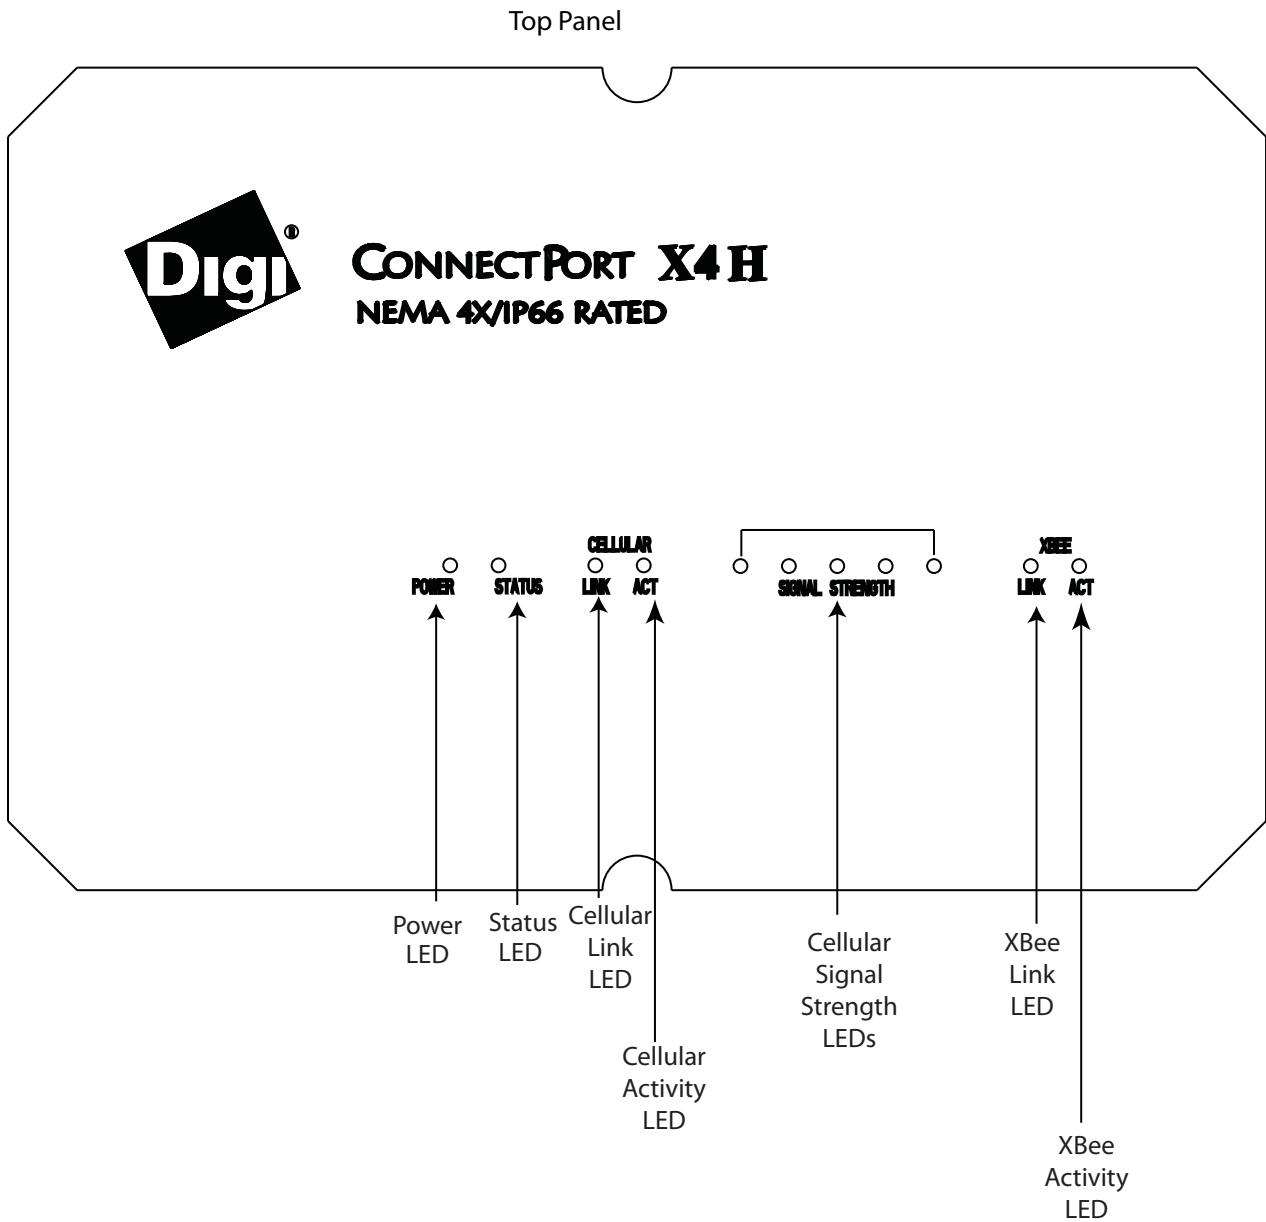 Top Panel
Digi®
CONNECTPORT X4 H
NEMA 4X/IP66 RATED
CELLULAR
XBEE
POWER
STATUS
LINK
ACT
SIGNAL STRENGTH
LINK
ACT
Power
LED
Status
LED
Cellular
Link
LED
Cellular
Activity
LED
Cellular
Signal
Strength
LEDs
XBee
Link
LED
XBee
Activity
LED